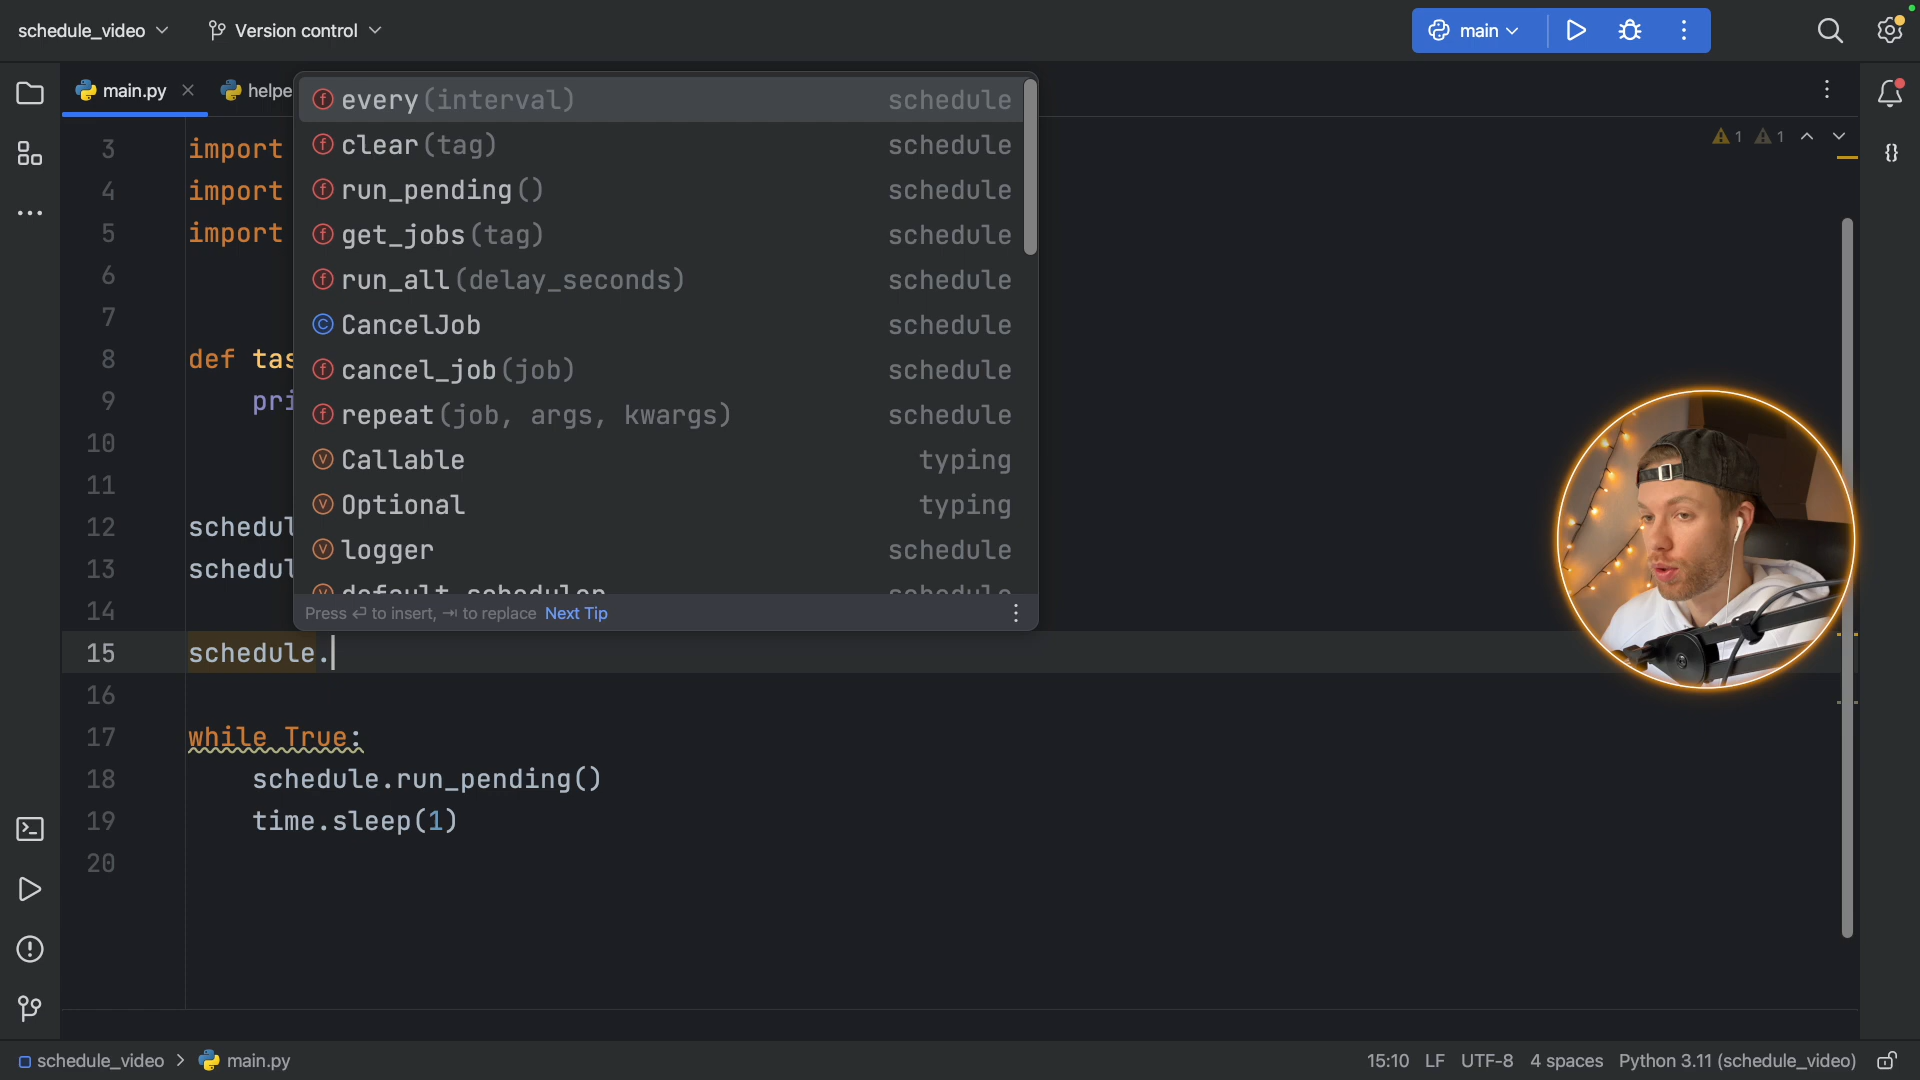 schedule_video
Version control
main
main.py
helpe
1
1
every(interval) schedule
clear(tag) schedule
run_pending() schedule
get_jobs(tag) schedule
run_all(delay_seconds) schedule
CancelJob schedule
cancel_job(job) schedule
repeat(job, args, kwargs) schedule
Callable typing
Optional typing
logger schedule
default_scheduler schedule
Press ⏎ to insert, ⇥ to replace Next Tip
3 import
4 import
5 import
6
7
8 def tas
9 pri
10
11
12 schedul
13 schedul
14
15 schedule.
16
17 while True:
18 schedule.run_pending()
19 time.sleep(1)
20
schedule_video > main.py
15:10 LF UTF-8 4 spaces Python 3.11 (schedule_video)